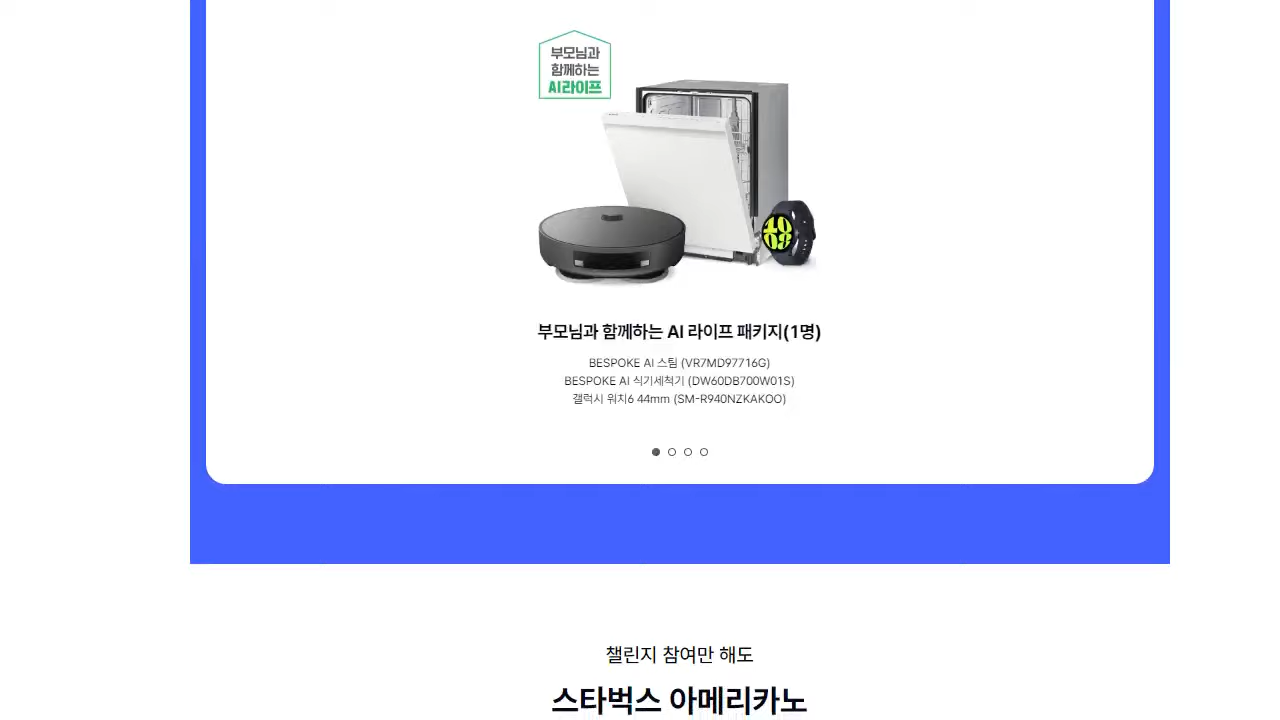 부모님과
함께하는
AI라이프
10
08
부모님과 함께하는 AI 라이프 패키지(1명)
BESPOKE AI 스팀 (VR7MD97716G)
BESPOKE AI 식기세척기 (DW60DB700W01S)
갤럭시 워치6 44mm (SM-R940NZKAKOO)
챌린지 참여만 해도
스타벅스 아메리카노